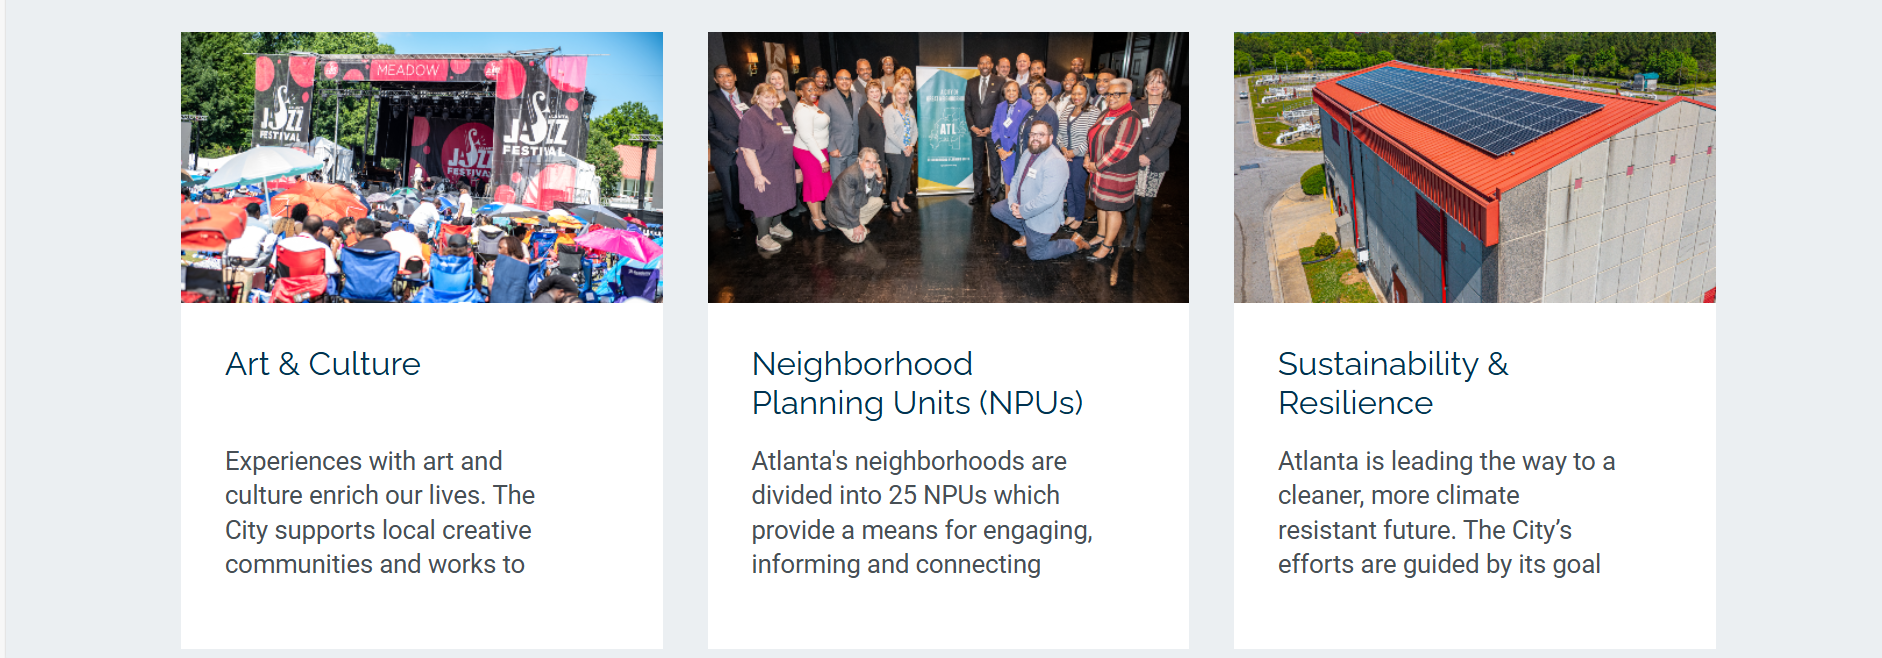 MEADOW
JAZZ
FESTIVAL
JAZZ
FESTIVAL
JAZZ
FESTIVAL
ATL
Art & Culture
Experiences with art and
culture enrich our lives. The
City supports local creative
communities and works to
Neighborhood
Planning Units (NPUs)
Atlanta's neighborhoods are
divided into 25 NPUs which
provide a means for engaging,
informing and connecting
Sustainability &
Resilience
Atlanta is leading the way to a
cleaner, more climate
resistant future. The City’s
efforts are guided by its goal